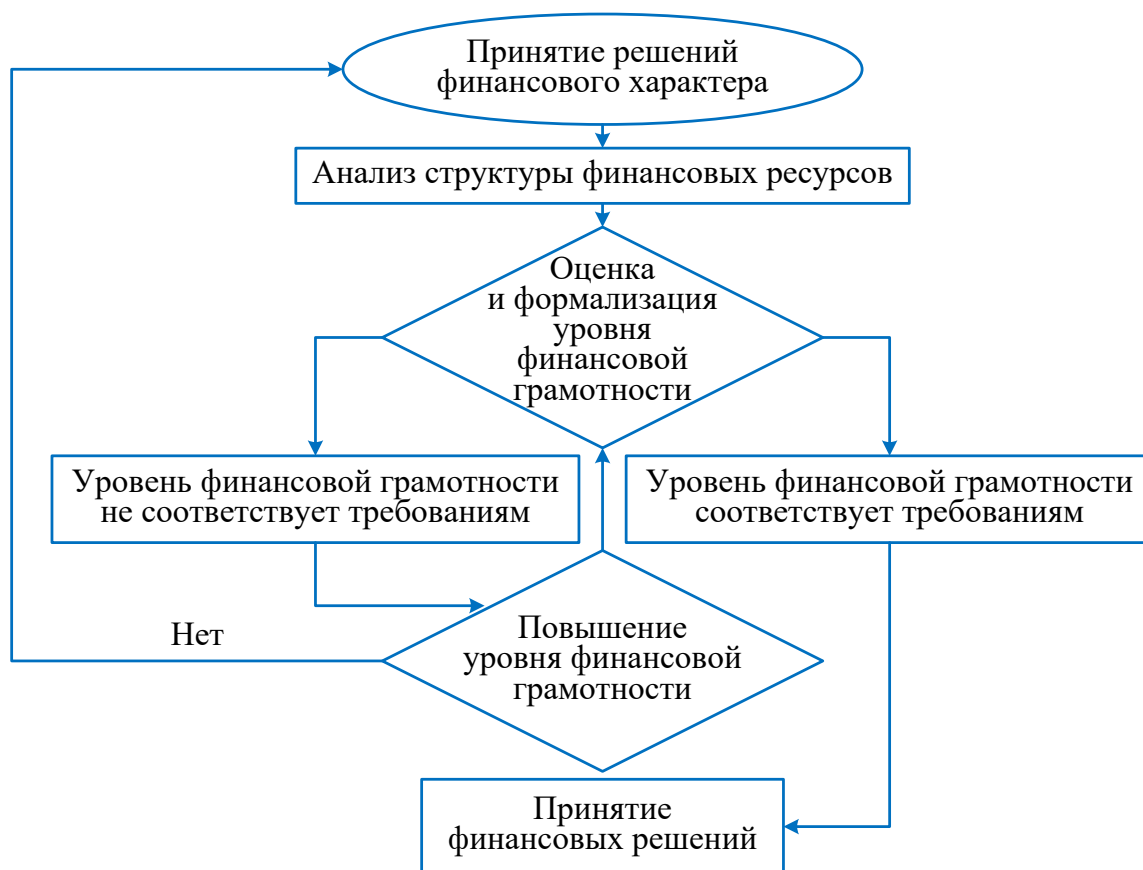 Принятие решений
финансового характера
Анализ структуры финансовых ресурсов
Оценка
и формализация
уровня
финансовой
грамотности
Уровень финансовой грамотности
не соответствует требованиям
Уровень финансовой грамотности
соответствует требованиям
Нет
Повышение
уровня финансовой
грамотности
Принятие
финансовых решений